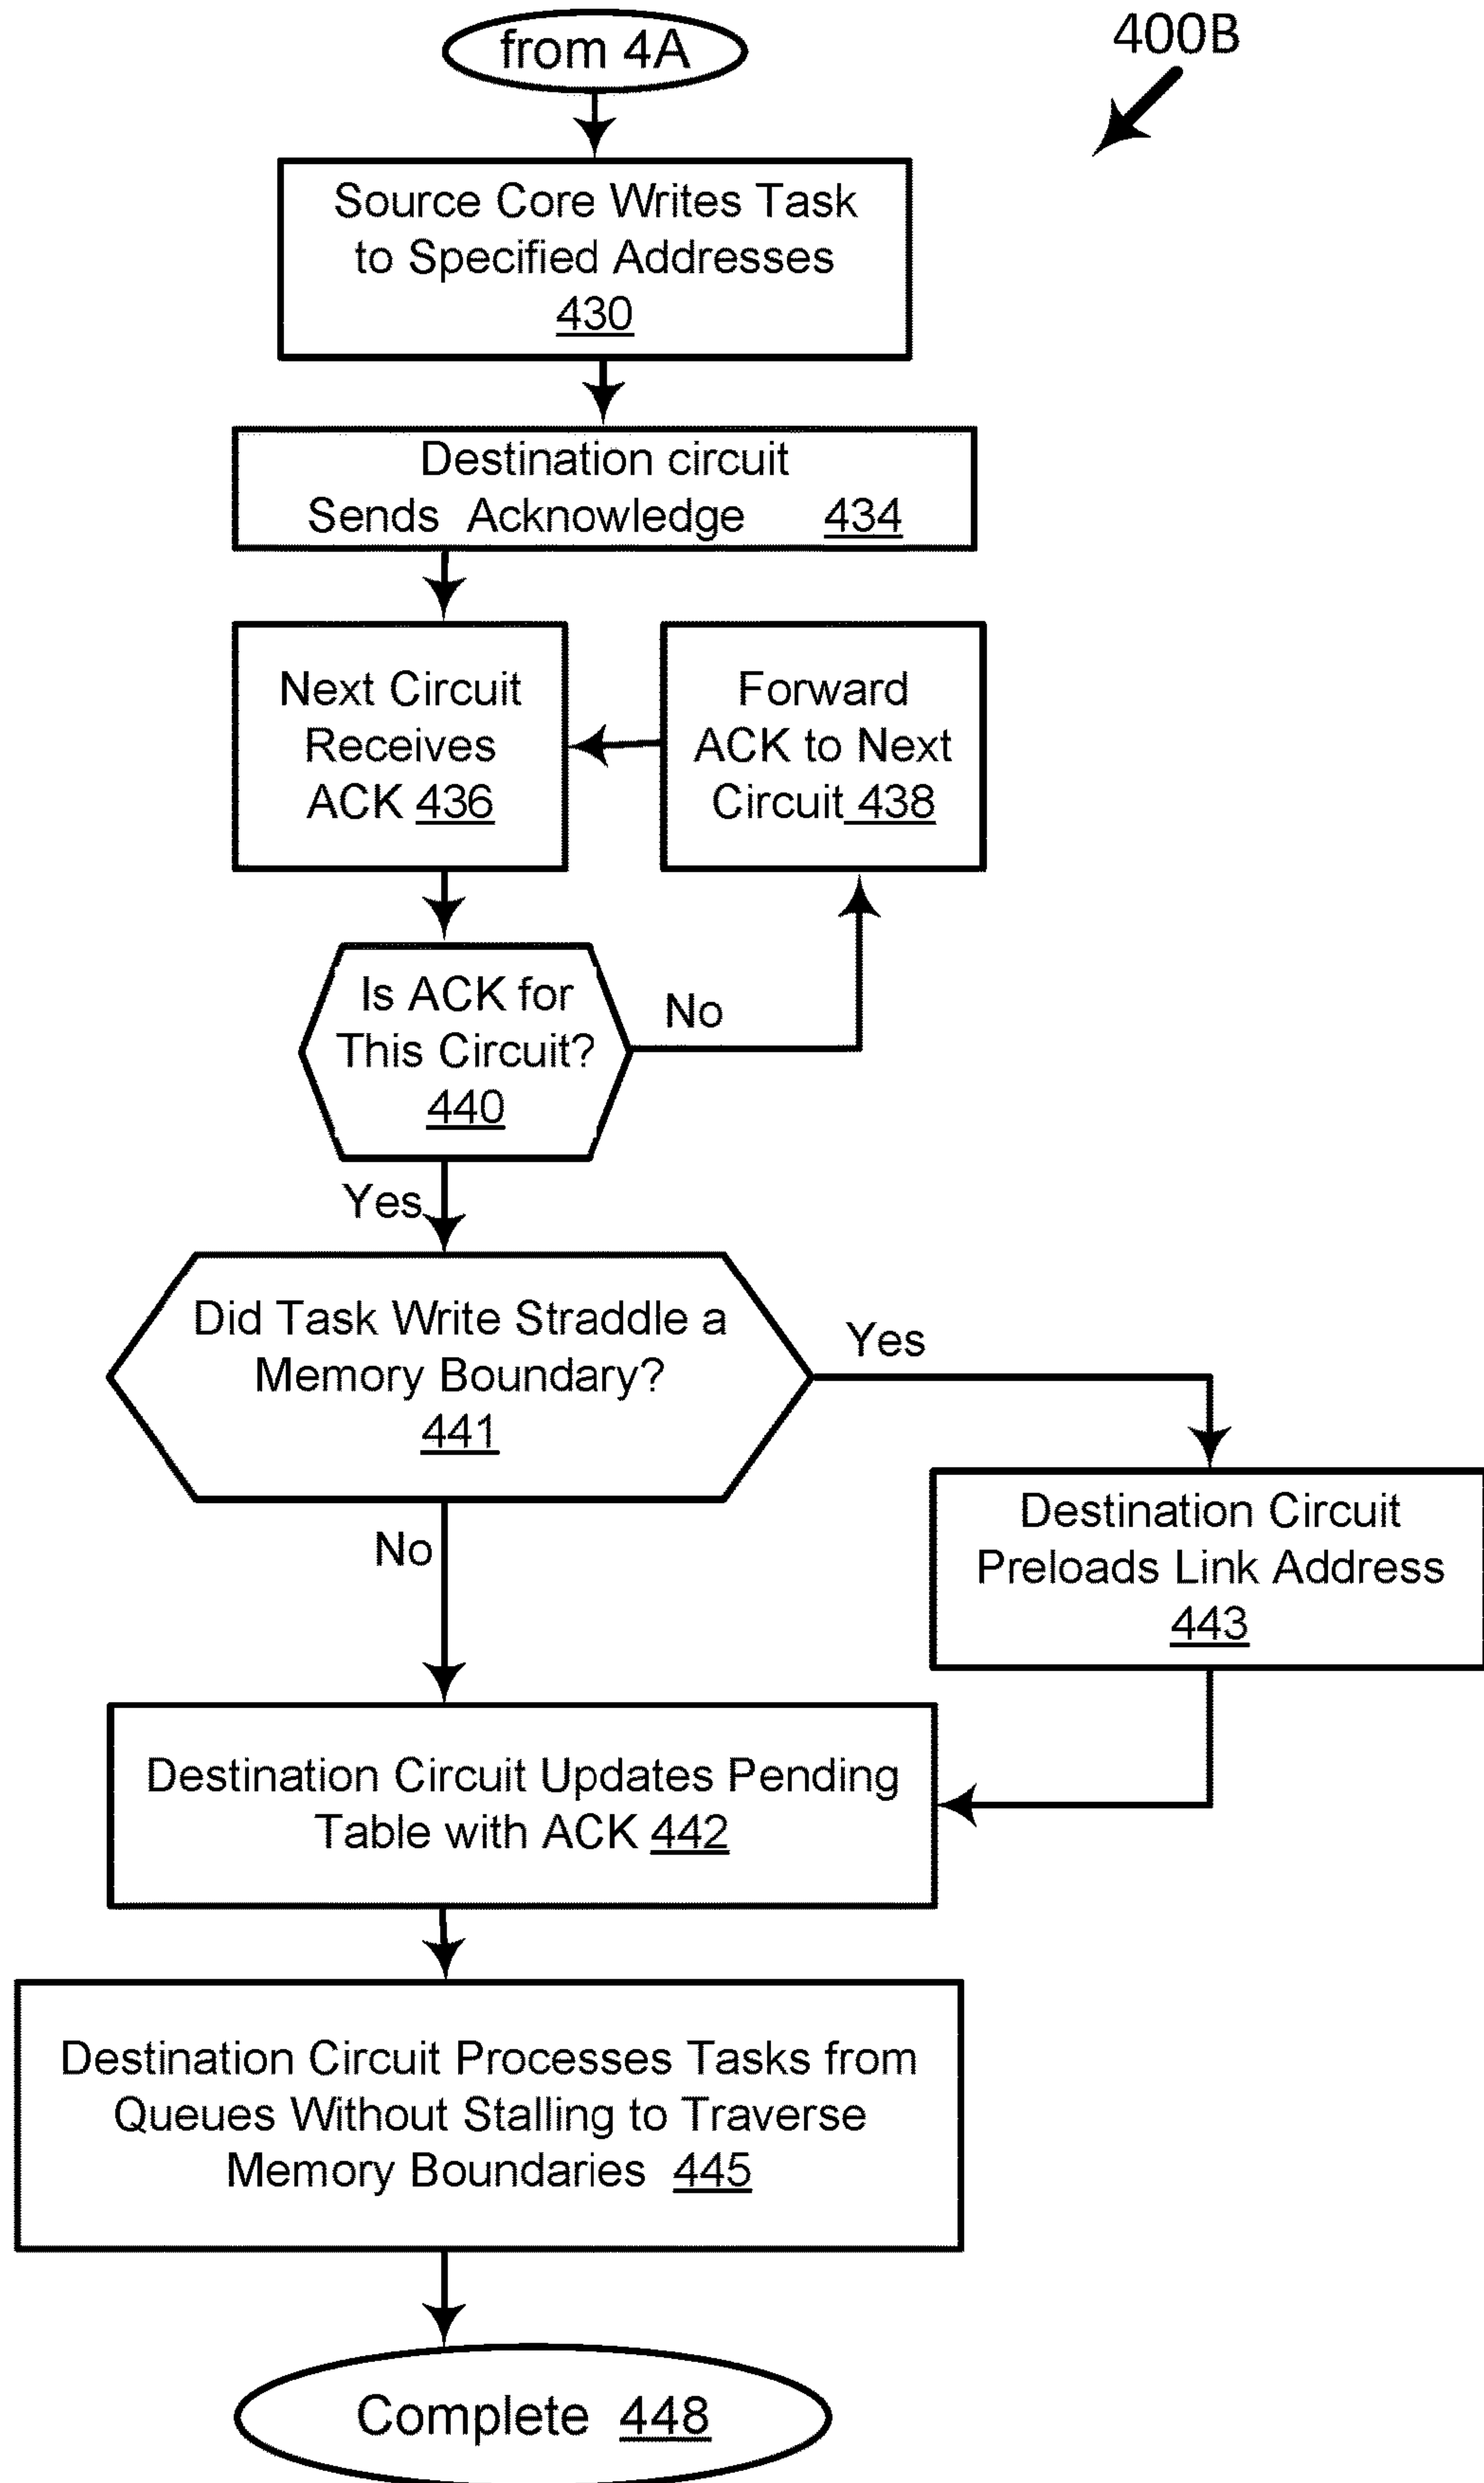 from 4A
400B
Source Core Writes Task
to Specified Addresses
430
Destination circuit
Sends Acknowledge 434
Next Circuit
Receives
ACK 436
Forward
ACK to Next
Circuit 438
Is ACK for
This Circuit?
440
No
Yes
Did Task Write Straddle a
Memory Boundary?
441
Yes
No
Destination Circuit
Preloads Link Address
443
Destination Circuit Updates Pending
Table with ACK 442
Destination Circuit Processes Tasks from
Queues Without Stalling to Traverse
Memory Boundaries 445
Complete 448